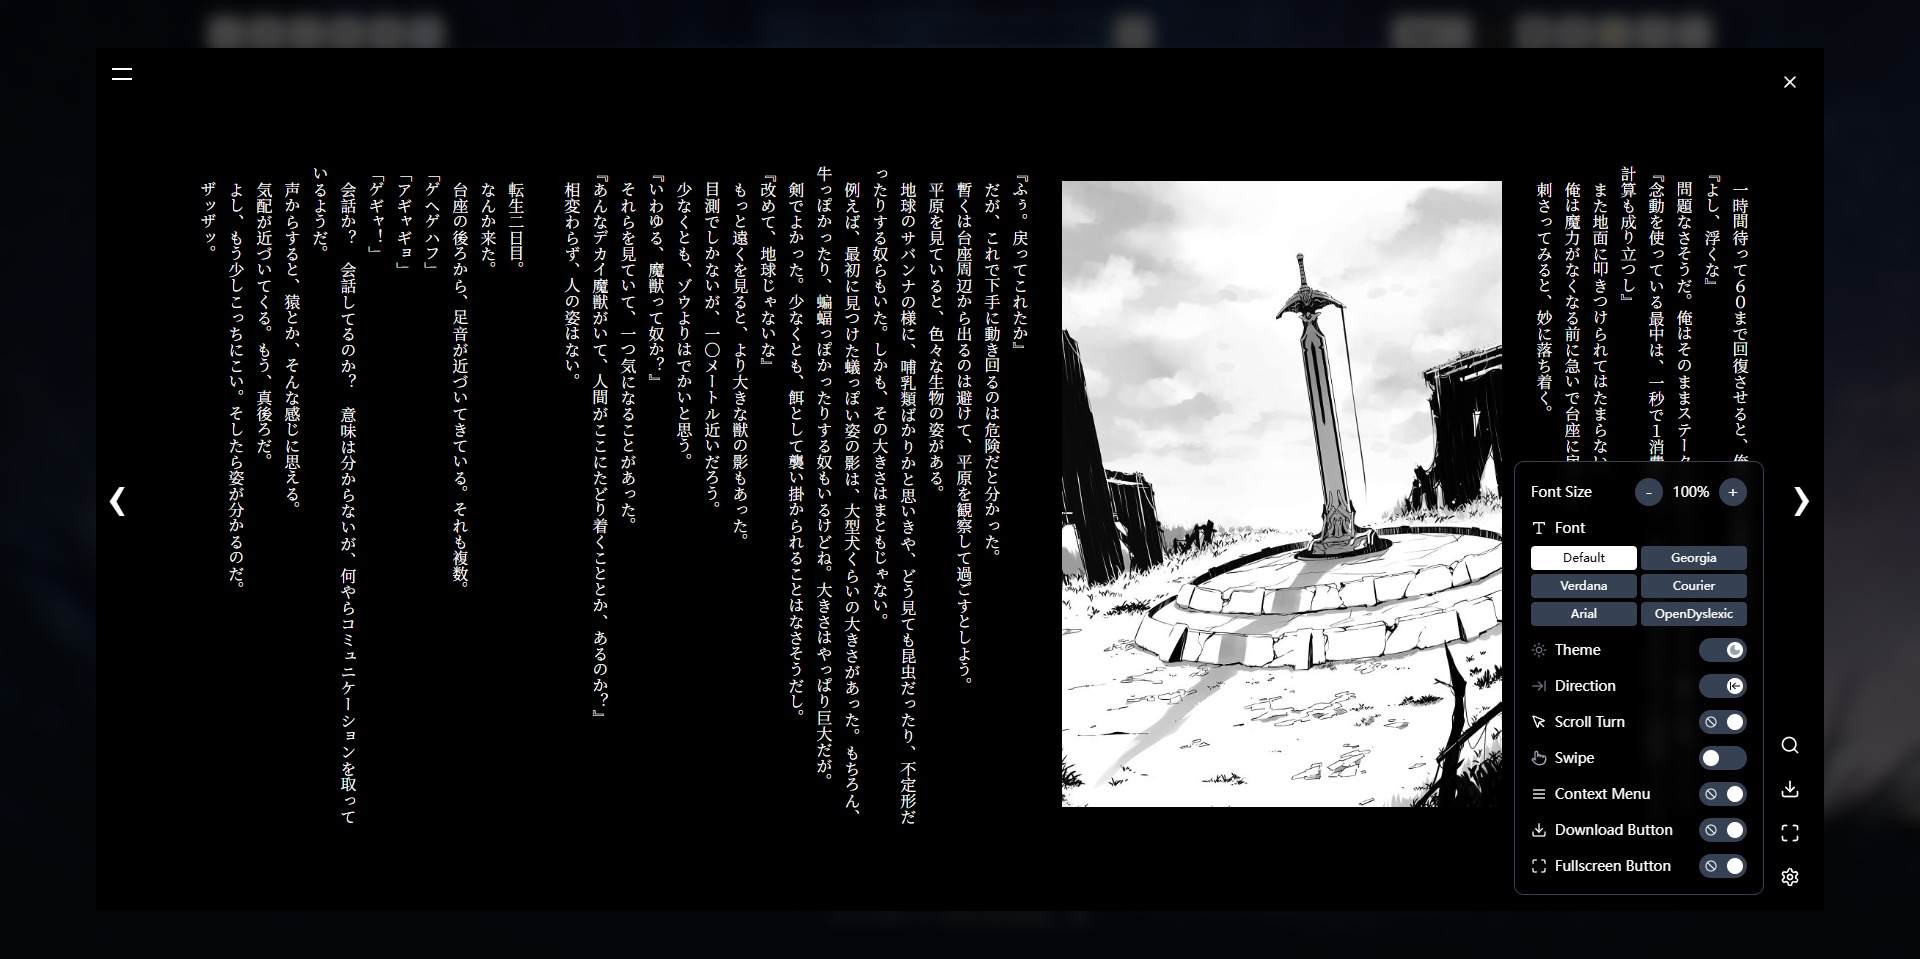 一時間待って60まで回復させると、
『よし、浮くな』
問題なさそうだ。俺はそのままステータ
『念動を使っている最中は、一秒で1消費
計算も成り立つし』
また地面に叩きつけられてはたまらない
俺は魔力がなくなる前に急いで台座に
刺さってみると、妙に落ち着く。
『ふぅ。戻ってこれたか』
だが、これで下手に動き回るのは危険だと分かった。
暫くは台座周辺から出るのは避けて、平原を観察して過ごすとしよう。
平原を見ていると、色々な生物の姿がある。
地球のサバンナの様に、哺乳類ばかりかと思いきや、どう見ても昆虫だったり、不定形だ
ったりする奴らもいた。しかも、その大きさはまともじゃない。
例えば、最初に見つけた蟻っぽい姿の影は、大型犬くらいの大きさがあった。もちろん、
牛っぽかったり、蝙蝠っぽかったりする奴もいるけどね。大きさはやっぱり巨大だが。
剣でよかった。少なくとも、餌として襲い掛かられることはなさそうだし。
『改めて、地球じゃないな』
もっと遠くを見ると、より大きな獣の影もあった。
目測でしかないが、一〇メートル近いだろう。
少なくとも、ゾウよりはでかいと思う。
『いわゆる、魔獣って奴か？』
それらを見ていて、一つ気になることがあった。
『あんなデカイ魔獣がいて、人間がここにたどり着くこととか、あるのか？』
相変わらず、人の姿はない。
転生二日目。
なんか来た。
台座の後ろから、足音が近づいてきている。それも複数。
「ゲヘゲハフ」
「アギャギョ」
「ゲギャ！」
会話か？　会話してるのか？　意味は分からないが、何やらコミュニケーションを取って
いるようだ。
声からすると、猿とか、そんな感じに思える。
気配が近づいてくる。もう、真後ろだ。
よし、もう少しこっちにこい。そしたら姿が分かるのだ。
ザッザッ。
Font Size - 100% +
Font
Default Georgia
Verdana Courier
Arial OpenDyslexic
Theme
Direction
Scroll Turn
Swipe
Context Menu
Download Button
Fullscreen Button